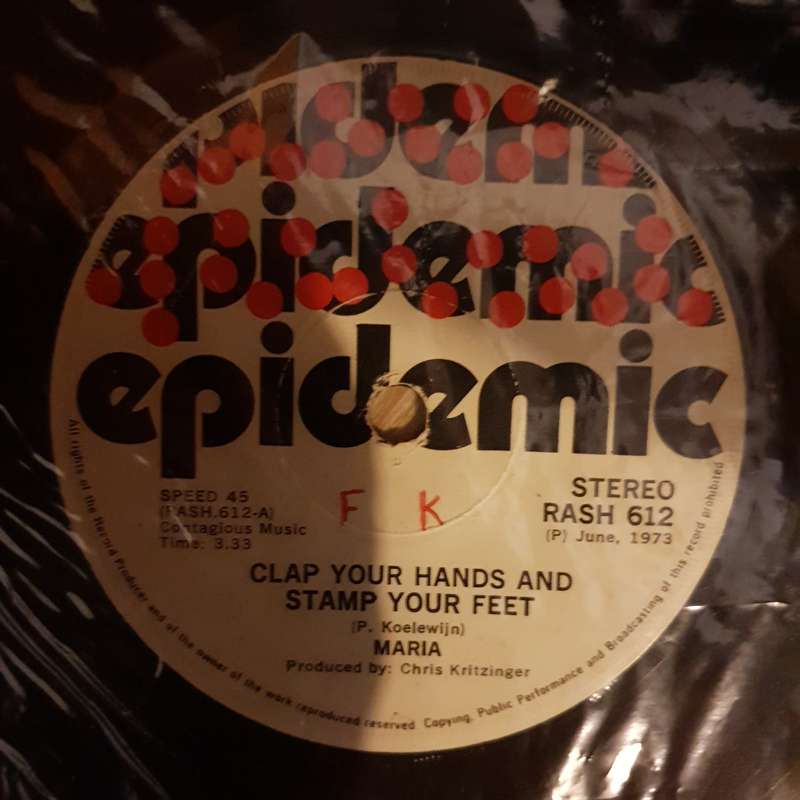 epidemic
epidemic
SPEED 45
(RASH.612-A)
Contagious Music
Time: 3.33
F K
STEREO
RASH 612
(P) June, 1973
CLAP YOUR HANDS AND
STAMP YOUR FEET
(P. Koelewijn)
MARIA
Produced by: Chris Kritzinger
All rights of the Record Producer and of the owner of the work reproduced reserved Copying, Public Performance and Broadcasting of this record prohibited